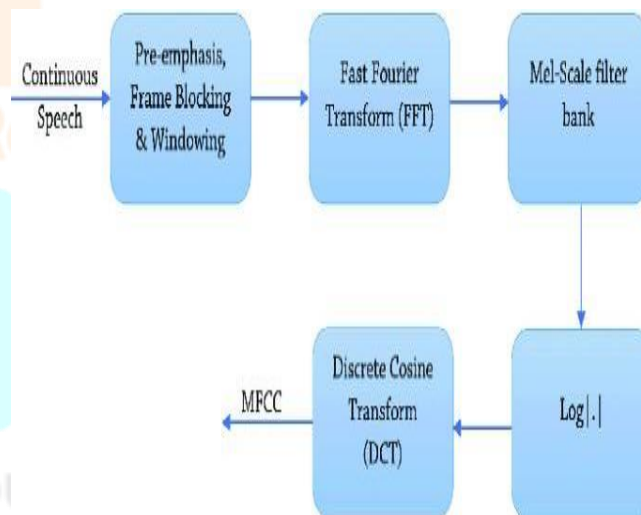 Continuous
Speech
Pre-emphasis,
Frame Blocking
& Windowing
Fast Fourier
Transform (FFT)
Mel-Scale filter
bank
Log|.|
Discrete Cosine
Transform
(DCT)
MFCC